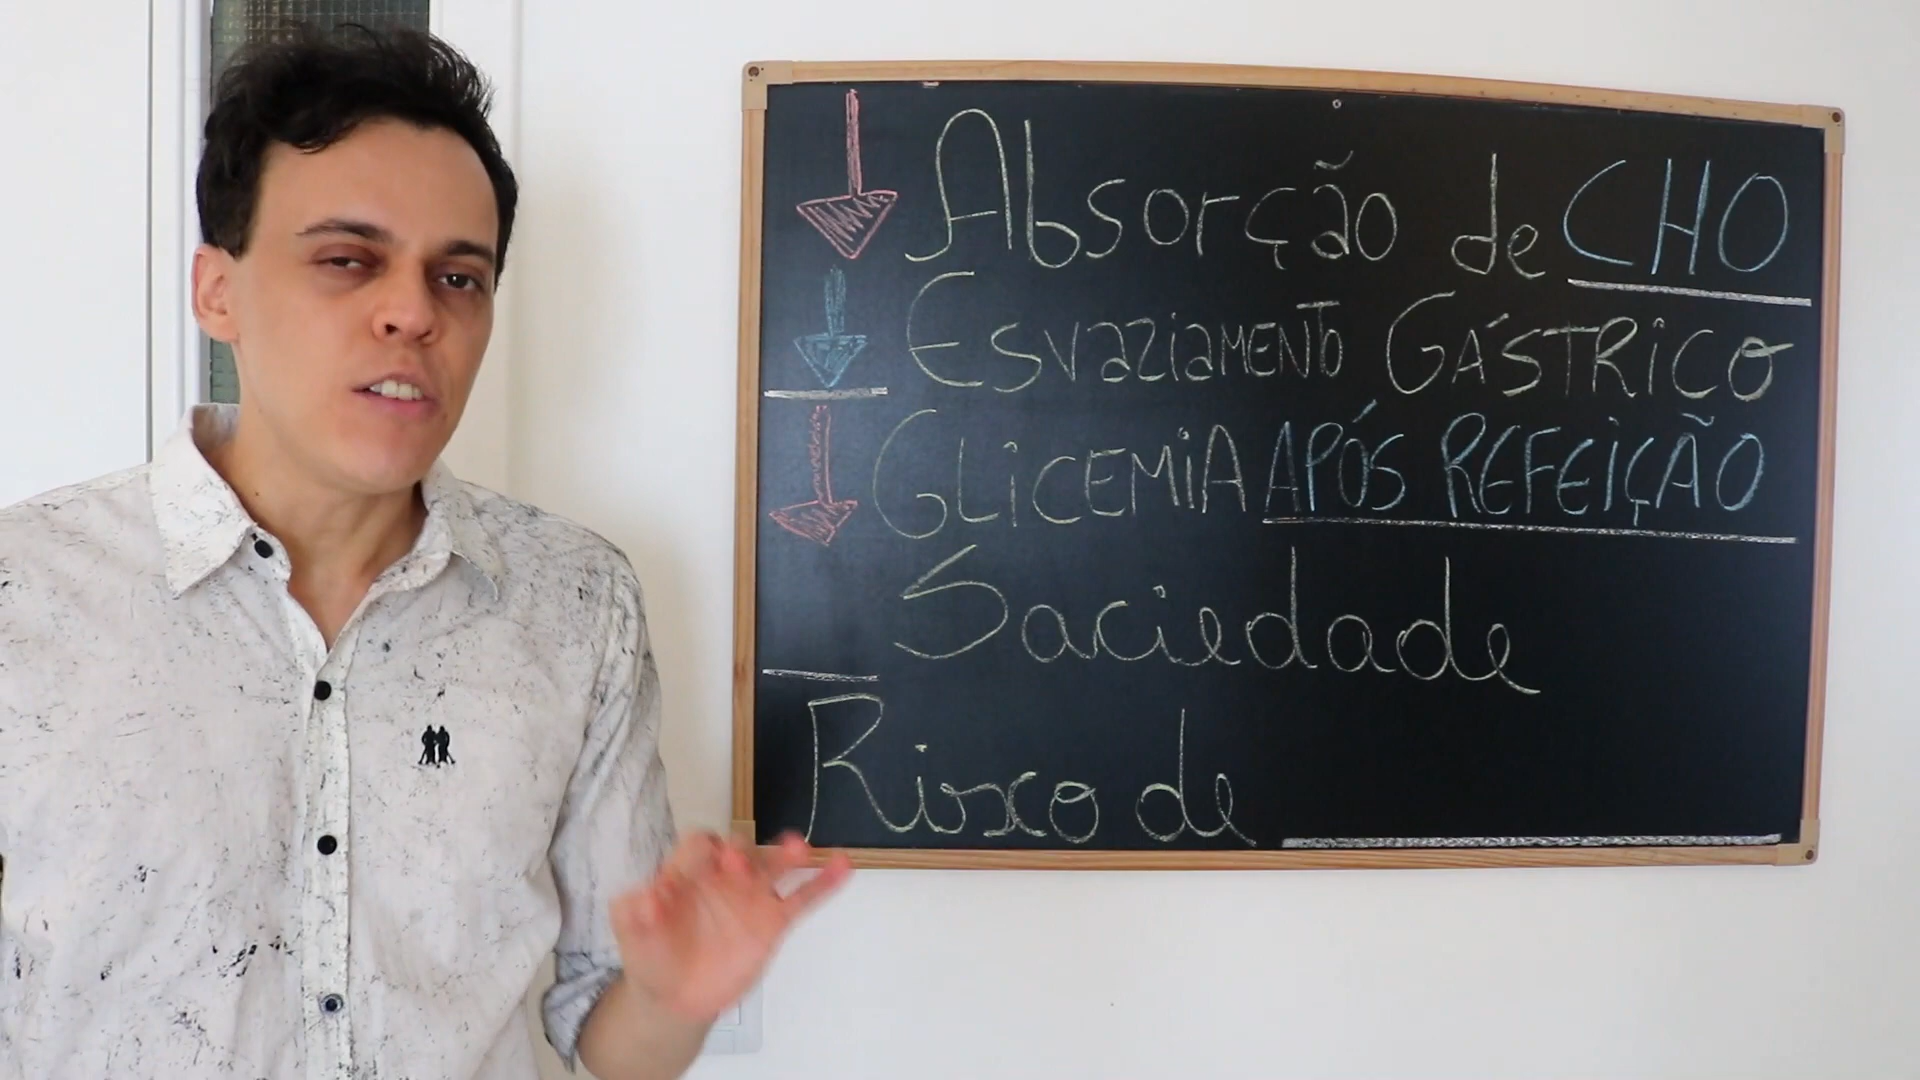 Absorção de CHO
Esvaziamento Gástrico
Glicemia após refeição
Saciedade
Risco de